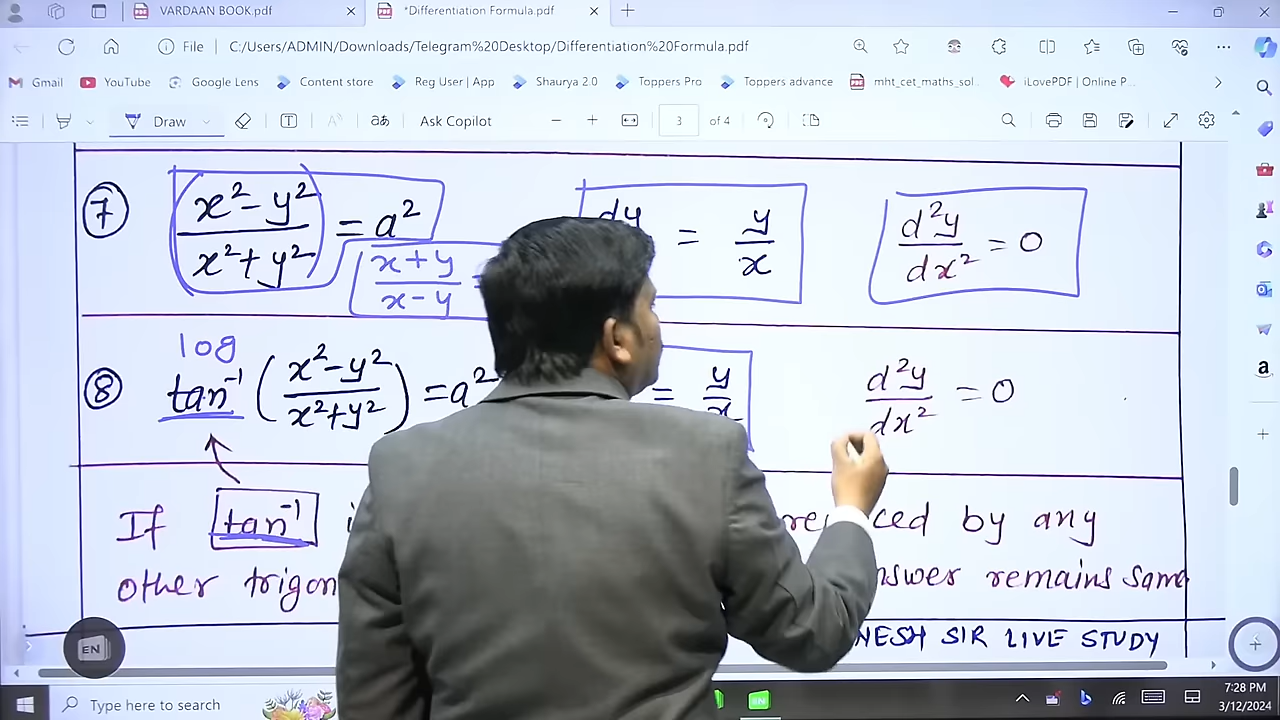 VARDAAN BOOK.pdf
*Differentiation Formula.pdf
File C:/Users/ADMIN/Downloads/Telegram%20Desktop/Differentiation%20Formula.pdf
Gmail YouTube Google Lens Content store Reg User | App Shaurya 2.0 Toppers Pro Toppers advance mht_cet_maths_sol... iLovePDF | Online P...
Draw Ask Copilot 3 of 4
7 (x²-y²)/(x²+y²) = a² dy = y/x d²y/dx² = 0
(x+y)/(x-y)
log
8 tan⁻¹ ((x²-y²)/(x²+y²)) = a² = y/x d²y/dx² = 0
If tan⁻¹ by any
other answer remains same
SIR LIVE STUDY
EN
Type here to search
7:28 PM
3/12/2024